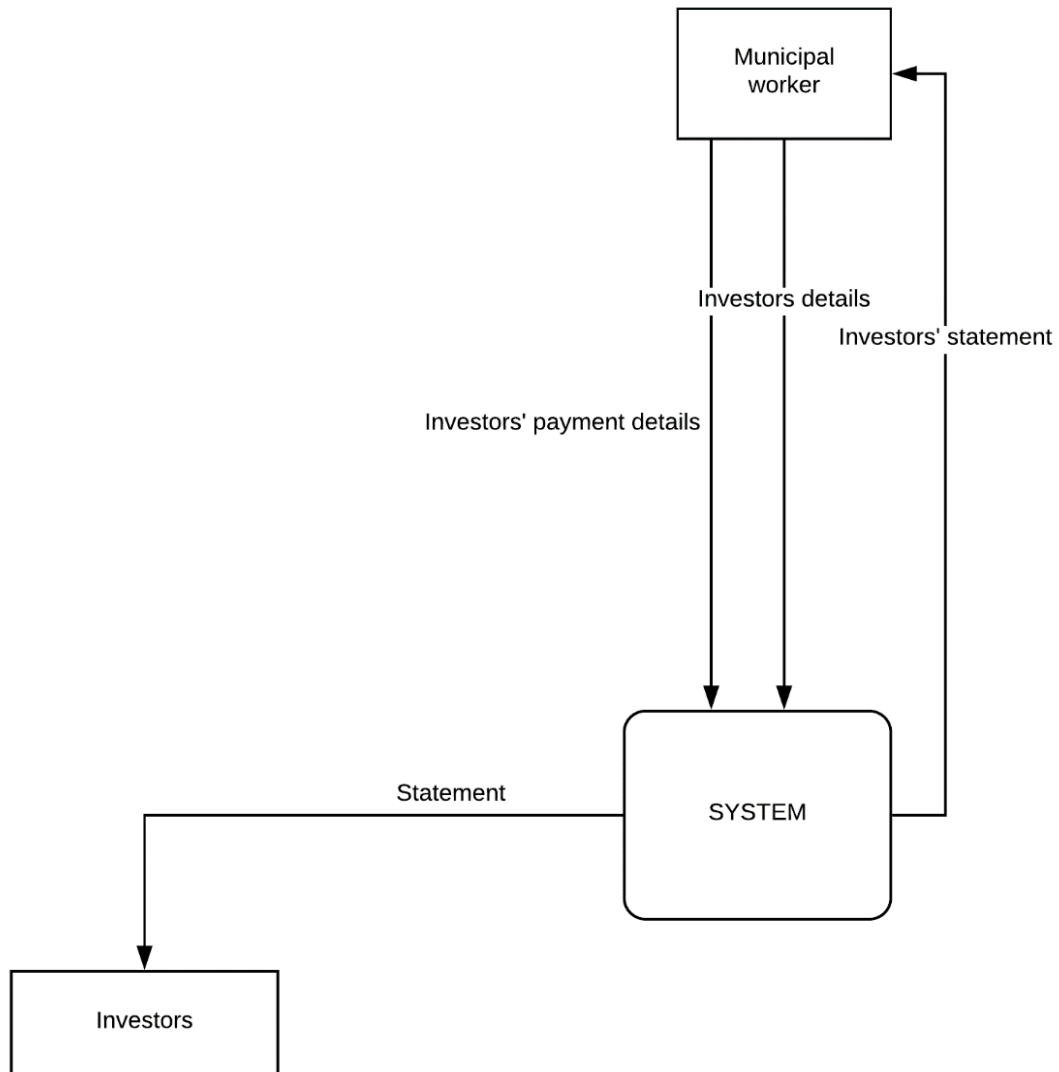 Municipal
worker
Investors details
Investors' statement
Investors' payment details
Statement
SYSTEM
Investors